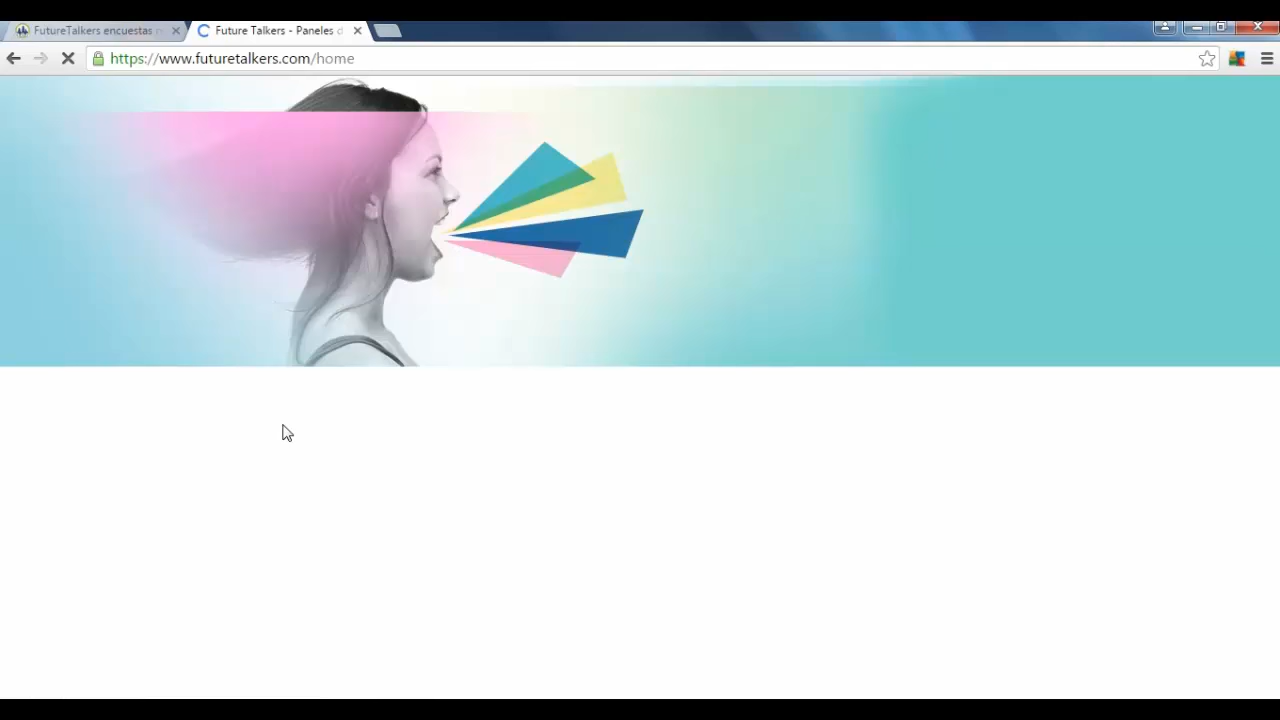 FutureTalkers encuestas
Future Talkers - Paneles d
https://www.futuretalkers.com/home